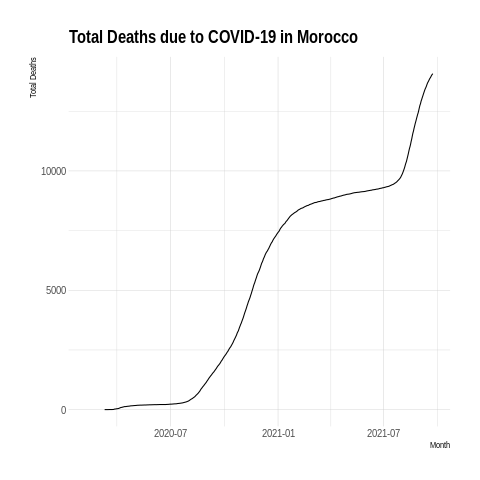 Total Deaths due to COVID-19 in Morocco
Total Deaths
10000
5000
0
2020-07
2021-01
2021-07
Month